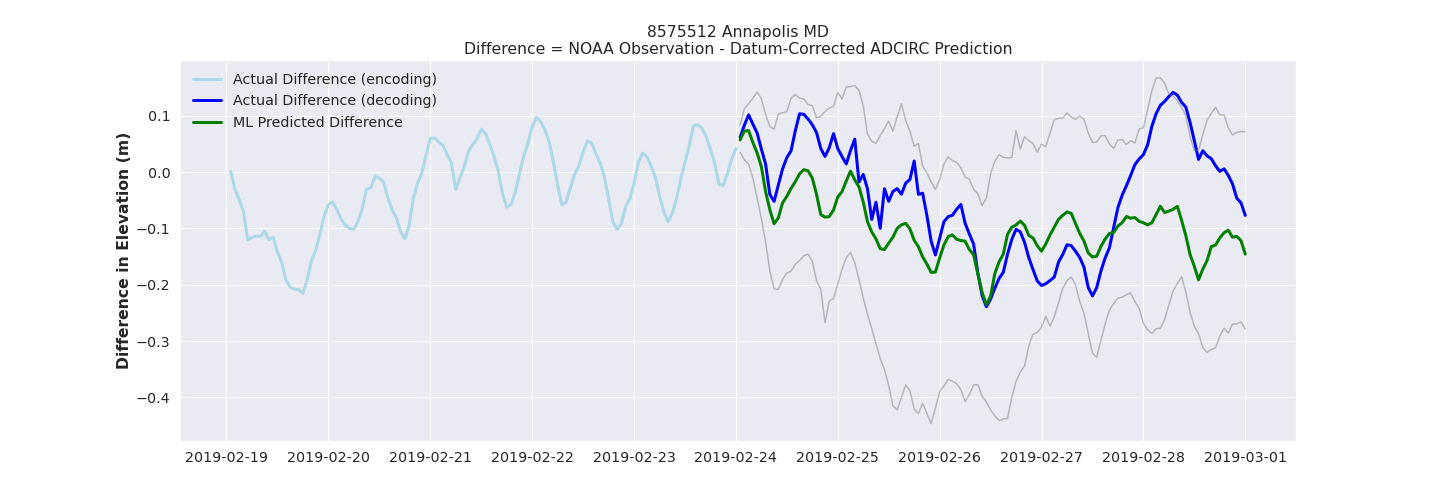 8575512 Annapolis MD
Difference = NOAA Observation - Datum-Corrected ADCIRC Prediction
Actual Difference (encoding)
Actual Difference (decoding)
ML Predicted Difference
Difference in Elevation (m)
0.1
0.0
−0.1
−0.2
−0.3
−0.4
2019-02-19 2019-02-20 2019-02-21 2019-02-22 2019-02-23 2019-02-24 2019-02-25 2019-02-26 2019-02-27 2019-02-28 2019-03-01